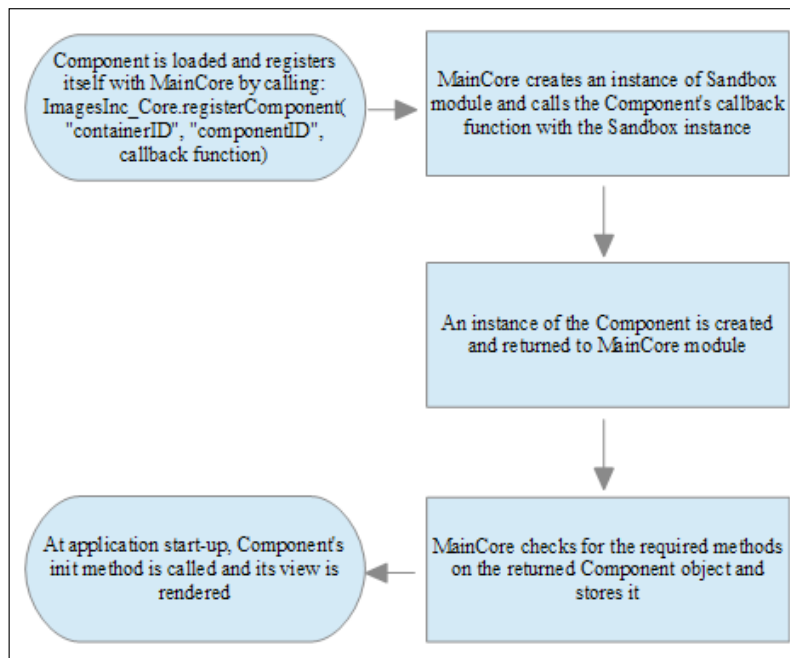 Component is loaded and registers
itself with MainCore by calling:
ImagesInc_Core.registerComponent(
"containerID", "componentID",
callback function)
MainCore creates an instance of Sandbox
module and calls the Component's callback
function with the Sandbox instance
An instance of the Component is created
and returned to MainCore module
MainCore checks for the required methods
on the returned Component object and
stores it
At application start-up, Component's
init method is called and its view is
rendered